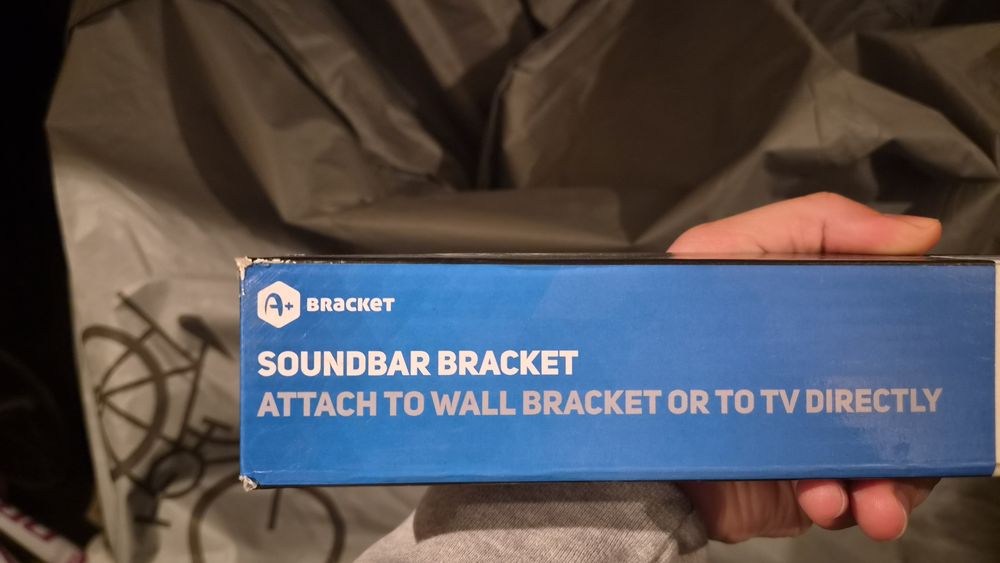 A+ BRACKET
SOUNDBAR BRACKET
ATTACH TO WALL BRACKET OR TO TV DIRECTLY